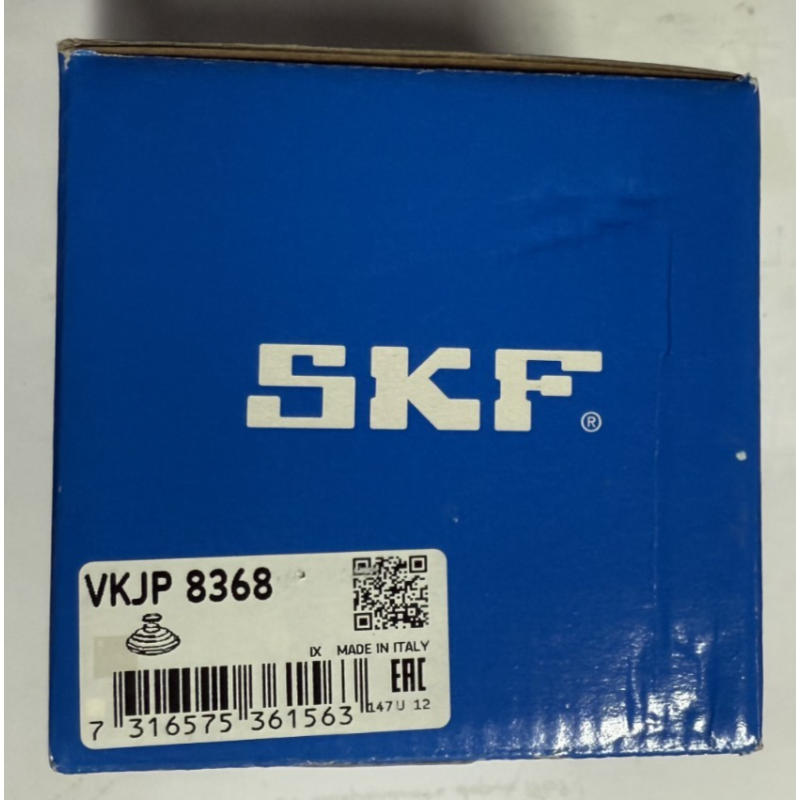 SKF®
VKJP 8368
IX MADE IN ITALY
EAC
147U 12
7 316575 361563